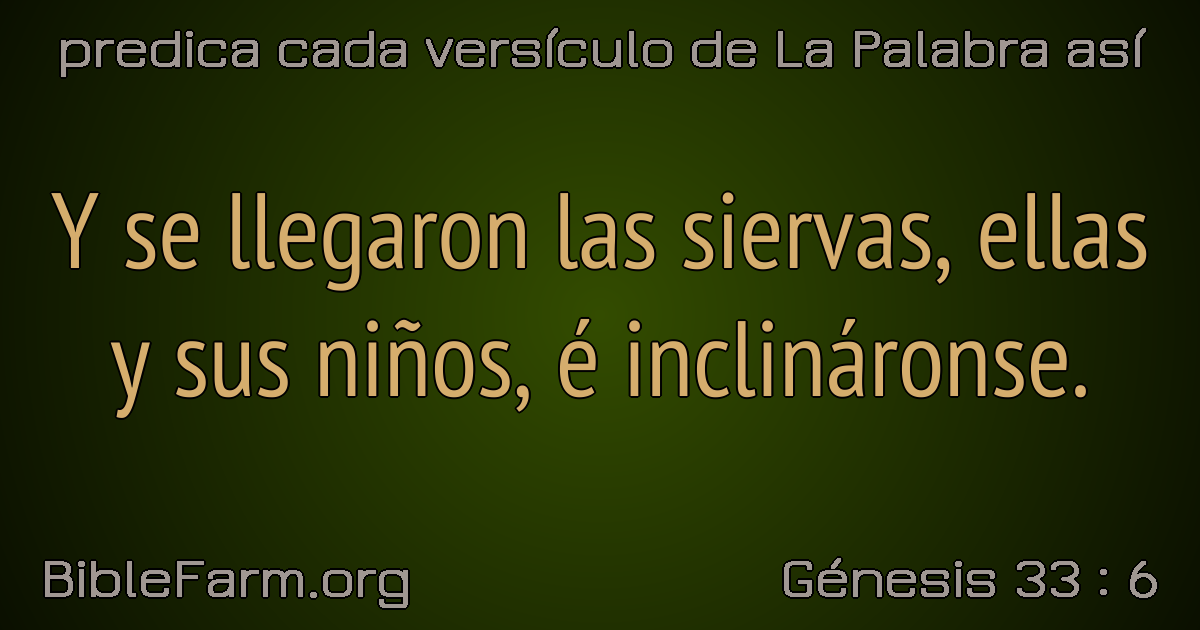 predica cada versículo de La Palabra así
Y se llegaron las siervas, ellas
y sus niños, é inclináronse.
BibleFarm.org
Génesis 33 : 6